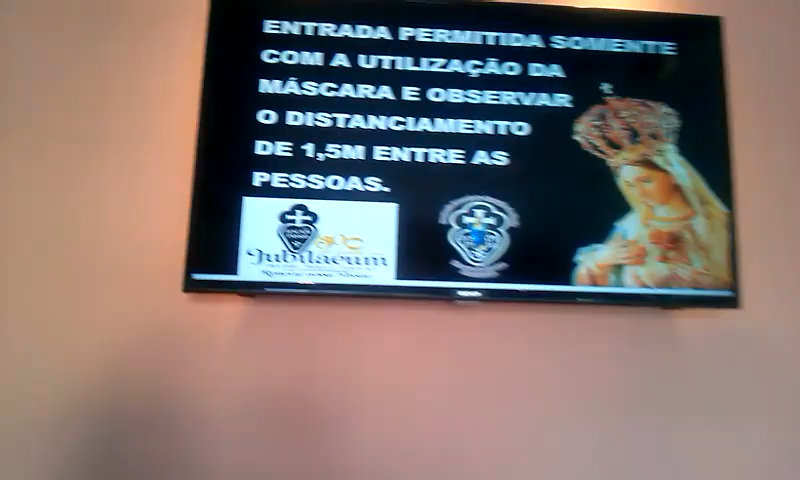 ENTRADA PERMITIDA SOMENTE
COM A UTILIZAÇÃO DA
MÁSCARA E OBSERVAR
O DISTANCIAMENTO
DE 1,5M ENTRE AS
PESSOAS.
Jubilaeum